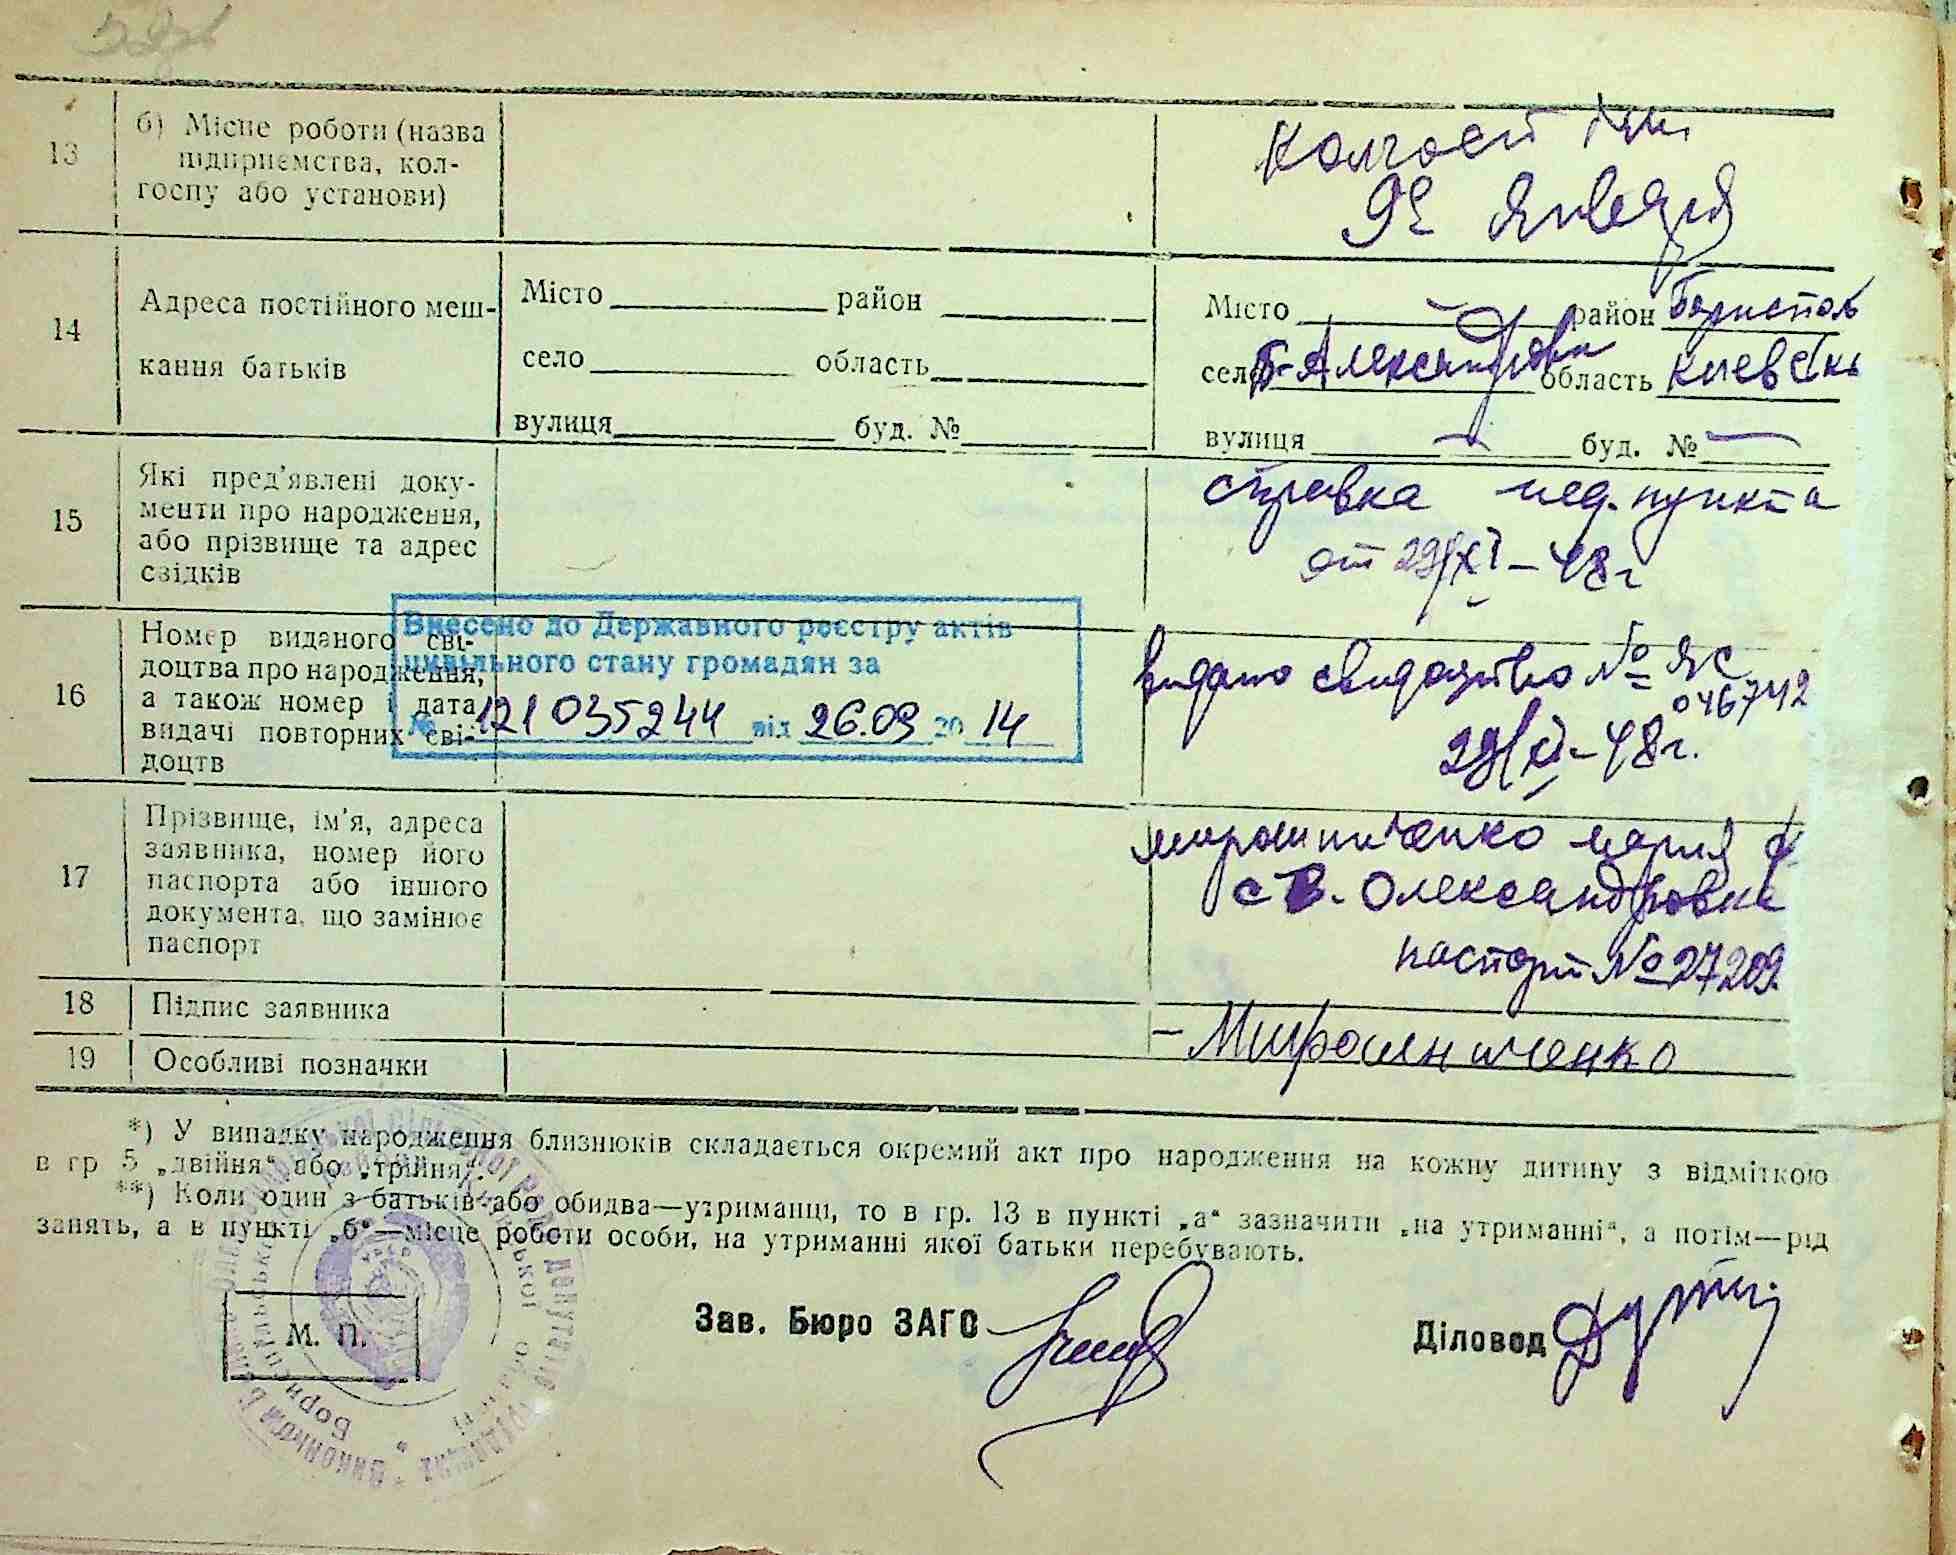 13
б) Місце роботи (назва
підприємства, кол-
госпу або установи)
Колгосп им
9е Января
14
Адреса постійного меш-
кання батьків
Місто район
село область
вулиця буд. №
Місто — район Бориспол
село Б-Александровка область Киевськ
вулиця — буд. № —
15
Які пред'явлені доку-
менти про народження,
або прізвище та адрес
свідків
справка мед. пункта
от 29/XI – 48 г
16
Номер виданого сві-
доцтва про народження,
а також номер і дата
видачі повторних сві-
доцтв
Внесено до Державного реєстру актів
цивільного стану громадян за
№ 121035244 від 26.09 2014
видано свидоцтво № ЯС
046742
29/XI – 48 г.
17
Прізвище, ім'я, адреса
заявника, номер його
паспорта або іншого
документа, що замінює
паспорт
Мирошниченко Мария Ф
с В. Олександровка
паспорт № 27209
18
Підпис заявника
– Мирошниченко
19
Особливі позначки
*) У випадку народження близнюків складається окремий акт про народження на кожну дитину з відміткою
в гр 5 „двійня“ або „трійня“.
**) Коли один з батьків або обидва—утриманці, то в гр. 13 в пункті „а“ зазначити „на утриманні“, а потім—рід
занять, а в пункті „б“—місце роботи особи, на утриманні якої батьки перебувають.
М. П.
Зав. Бюро ЗАГС
Діловод